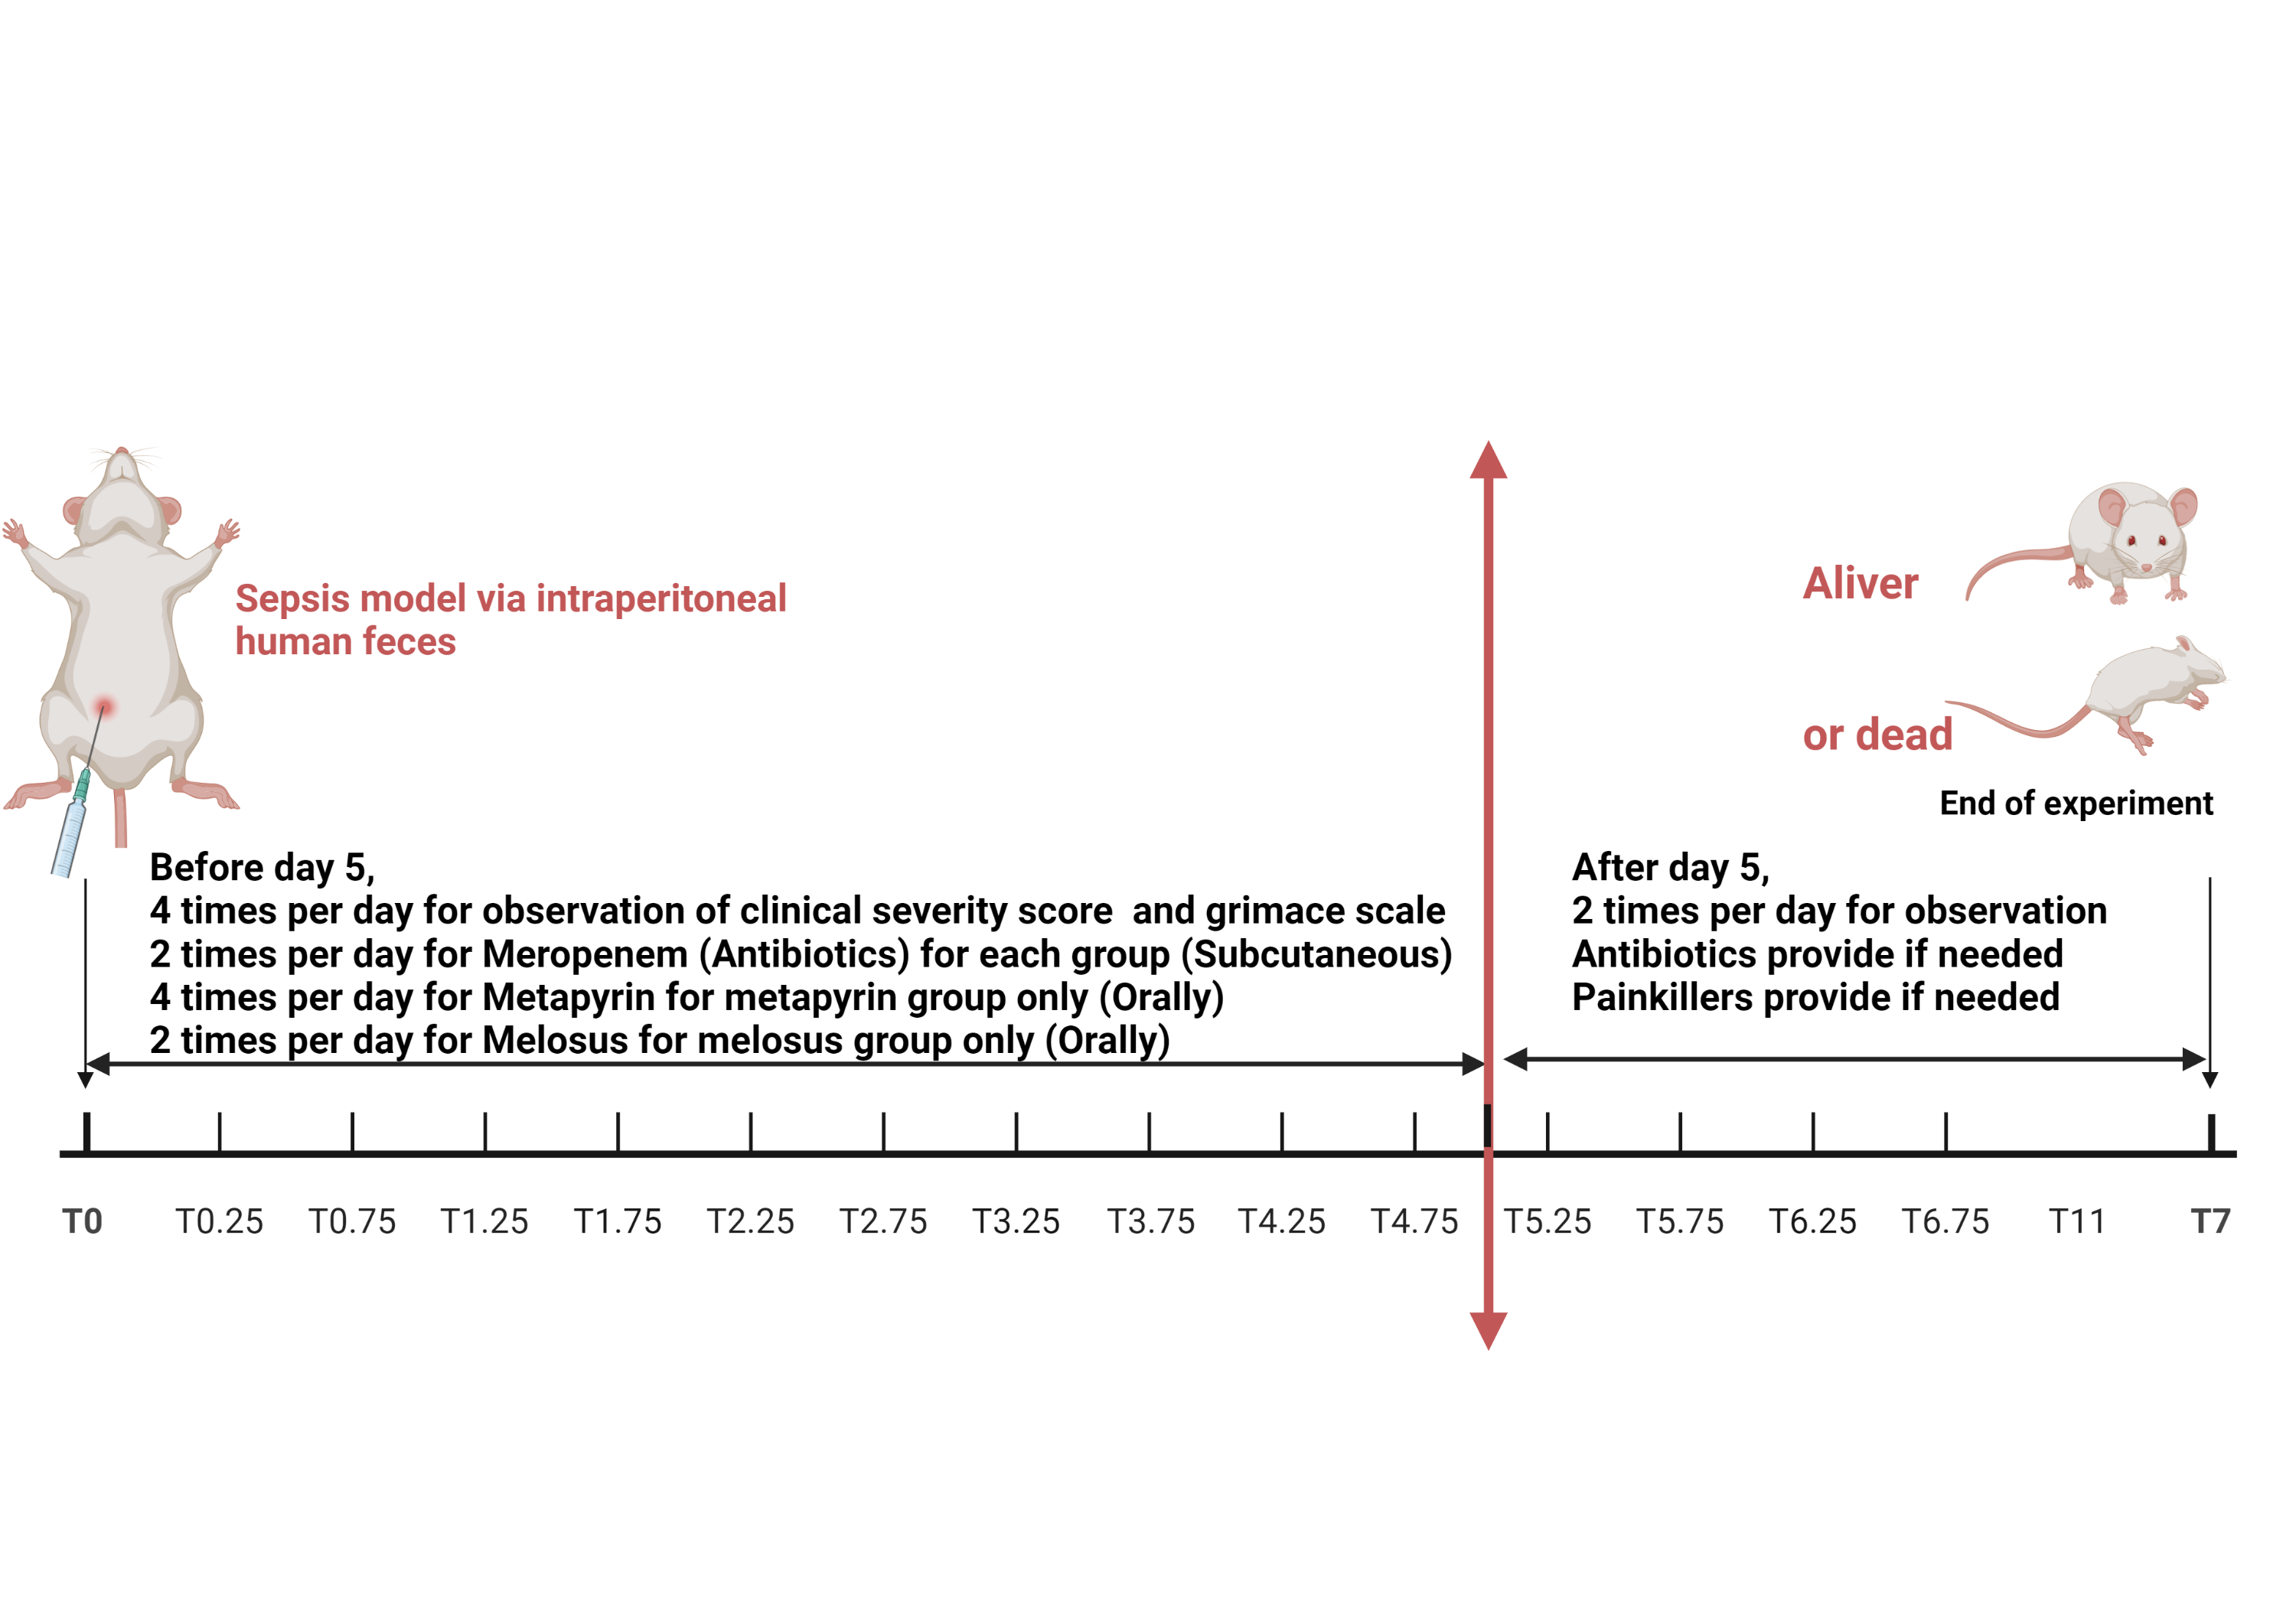 Sepsis model via intraperitoneal
human feces
Aliver
or dead
End of experiment
Before day 5,
4 times per day for observation of clinical severity score  and grimace scale
2 times per day for Meropenem (Antibiotics) for each group (Subcutaneous)
4 times per day for Metapyrin for metapyrin group only (Orally)
2 times per day for Melosus for melosus group only (Orally)
After day 5,
2 times per day for observation
Antibiotics provide if needed
Painkillers provide if needed
T0 T0.25 T0.75 T1.25 T1.75 T2.25 T2.75 T3.25 T3.75 T4.25 T4.75 T5.25 T5.75 T6.25 T6.75 T11 T7